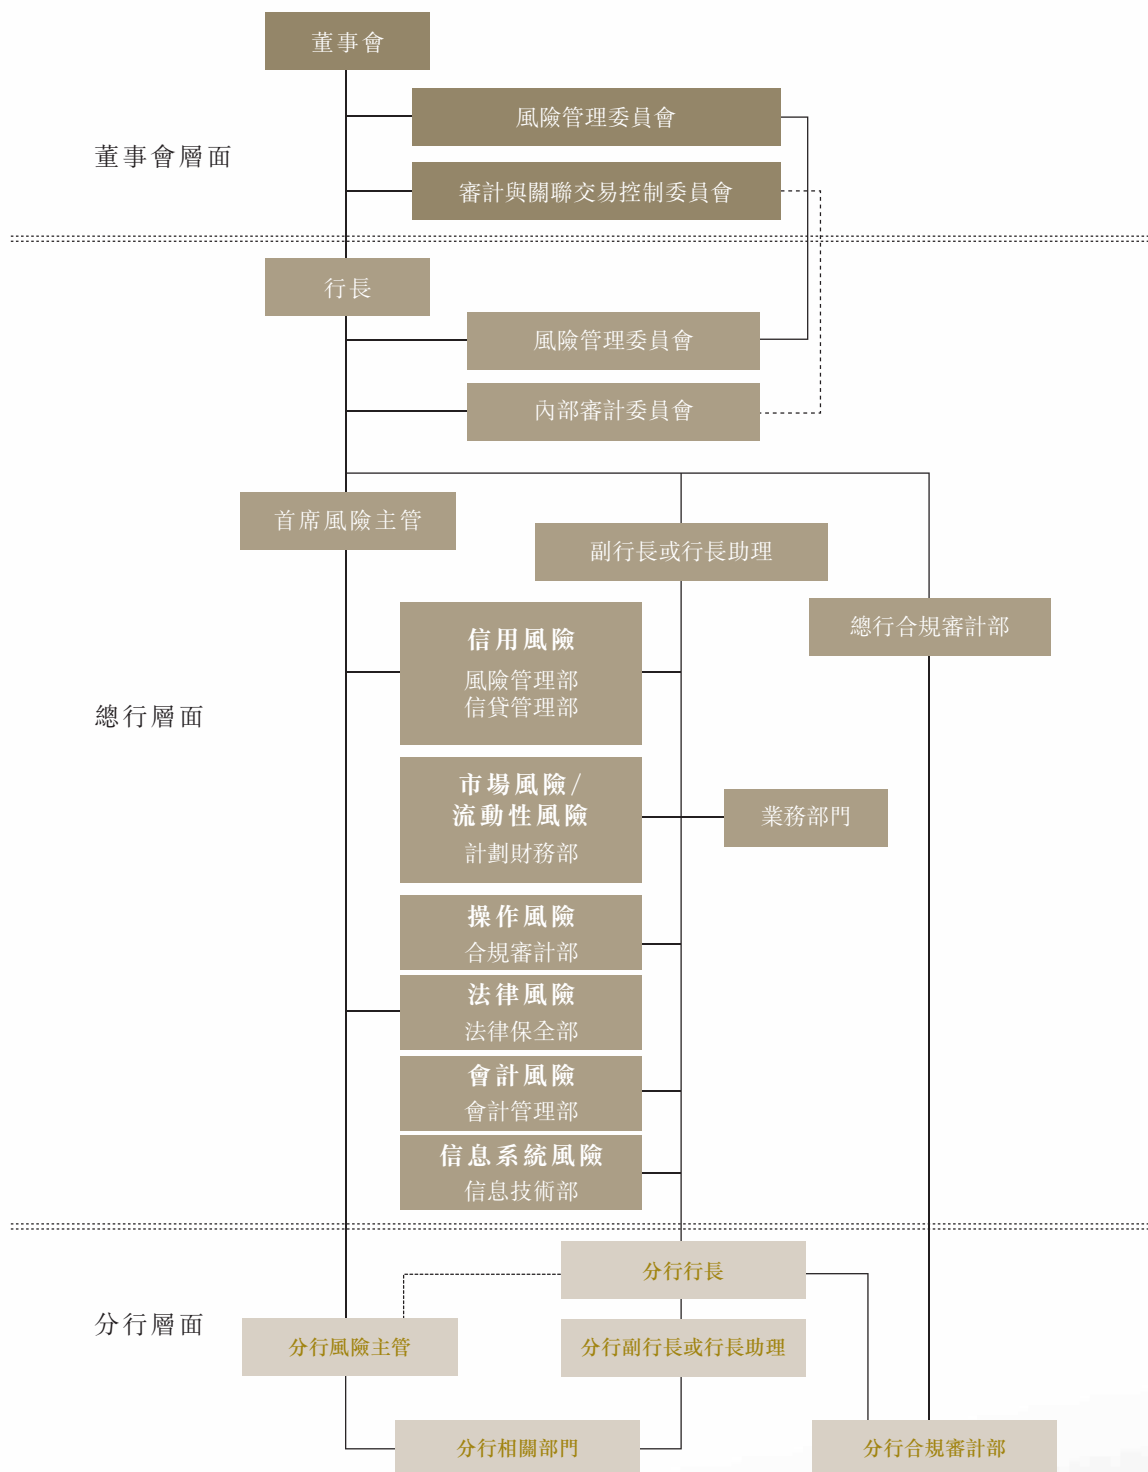 董事會
風險管理委員會
董事會層面
審計與關聯交易控制委員會
行長
風險管理委員會
內部審計委員會
首席風險主管
副行長或行長助理
總行合規審計部
信用風險
風險管理部
信貸管理部
總行層面
市場風險/
流動性風險
計劃財務部
業務部門
操作風險
合規審計部
法律風險
法律保全部
會計風險
會計管理部
信息系統風險
信息技術部
分行行長
分行層面
分行風險主管
分行副行長或行長助理
分行相關部門
分行合規審計部